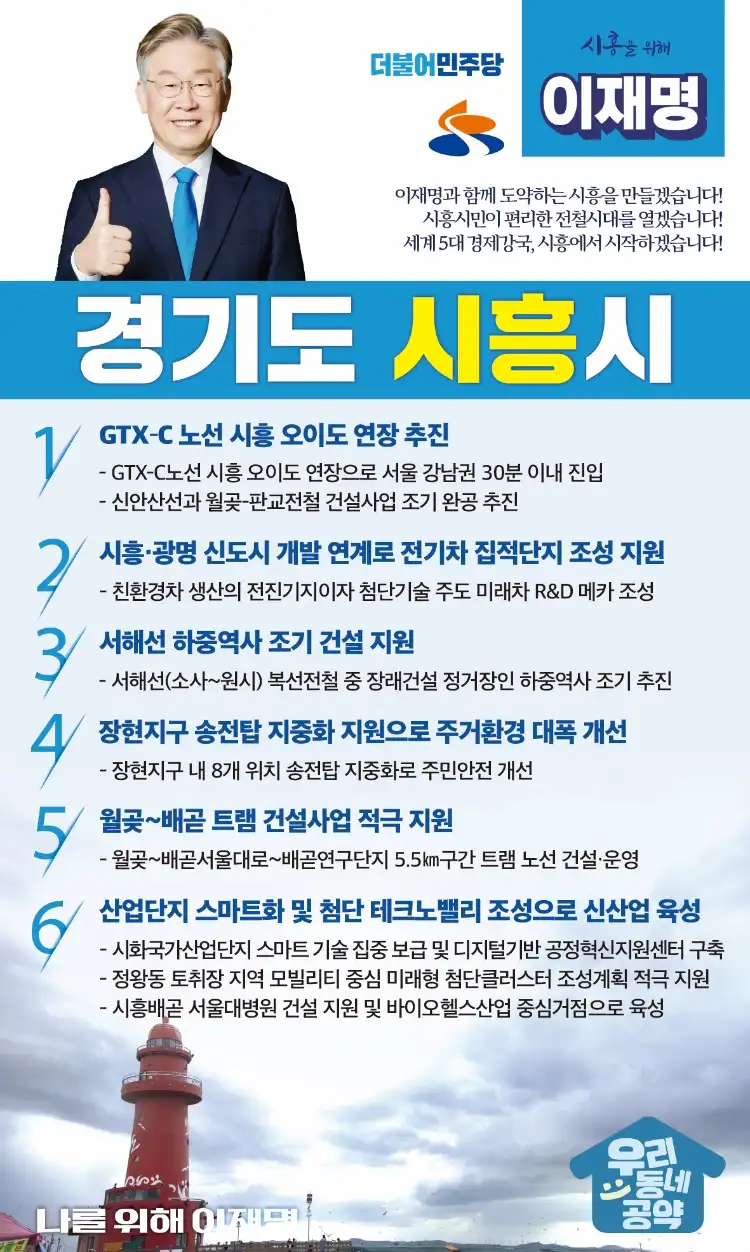 더불어민주당
시흥을 위해
이재명
이재명과 함께 도약하는 시흥을 만들겠습니다!
시흥시민이 편리한 전철시대를 열겠습니다!
세계 5대 경제강국, 시흥에서 시작하겠습니다!
경기도 시흥시
1 GTX-C 노선 시흥 오이도 연장 추진
- GTX-C노선 시흥 오이도 연장으로 서울 강남권 30분 이내 진입
- 신안산선과 월곶-판교전철 건설사업 조기 완공 추진
2 시흥·광명 신도시 개발 연계로 전기차 집적단지 조성 지원
- 친환경차 생산의 전진기지이자 첨단기술 주도 미래차 R&D 메카 조성
3 서해선 하중역사 조기 건설 지원
- 서해선(소사~원시) 복선전철 중 장래건설 정거장인 하중역사 조기 추진
4 장현지구 송전탑 지중화 지원으로 주거환경 대폭 개선
- 장현지구 내 8개 위치 송전탑 지중화로 주민안전 개선
5 월곶~배곧 트램 건설사업 적극 지원
- 월곶~배곧서울대로~배곧연구단지 5.5㎞구간 트램 노선 건설·운영
6 산업단지 스마트화 및 첨단 테크노밸리 조성으로 신산업 육성
- 시화국가산업단지 스마트 기술 집중 보급 및 디지털기반 공정혁신지원센터 구축
- 정왕동 토취장 지역 모빌리티 중심 미래형 첨단클러스터 조성계획 적극 지원
- 시흥배곧 서울대병원 건설 지원 및 바이오헬스산업 중심거점으로 육성
나를 위해 이재명
우리
동네
공약